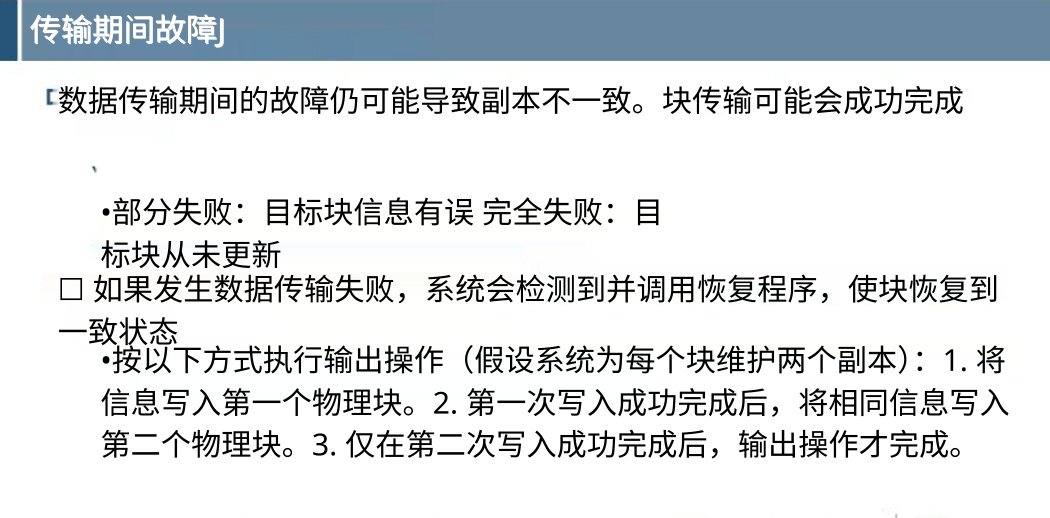 传输期间故障J
数据传输期间的故障仍可能导致副本不一致。块传输可能会成功完成
、
•部分失败：目标块信息有误 完全失败：目
标块从未更新
☐ 如果发生数据传输失败，系统会检测到并调用恢复程序，使块恢复到
一致状态
•按以下方式执行输出操作（假设系统为每个块维护两个副本）：1. 将
信息写入第一个物理块。2. 第一次写入成功完成后，将相同信息写入
第二个物理块。3. 仅在第二次写入成功完成后，输出操作才完成。